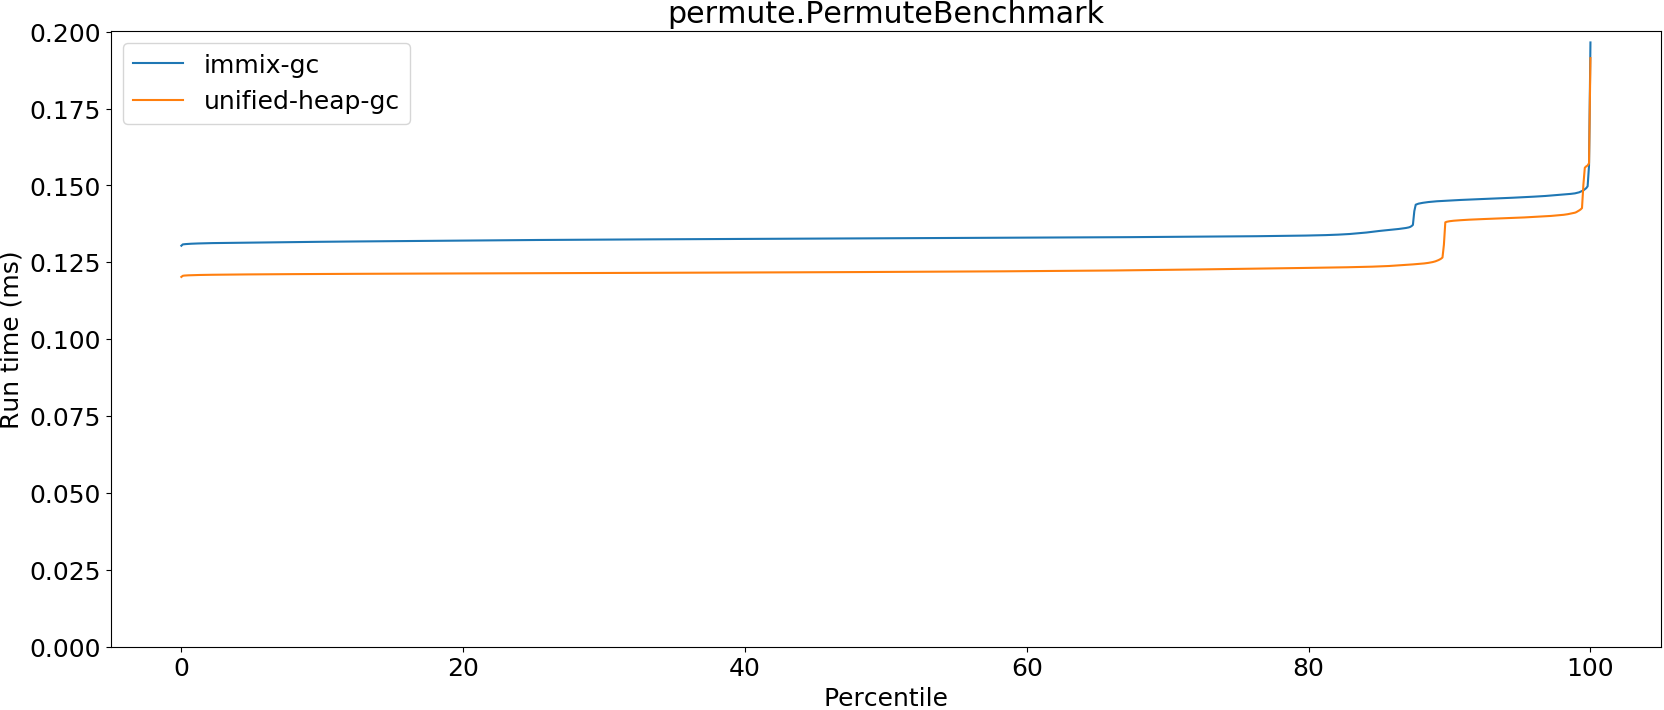 permute.PermuteBenchmark
immix-gc
unified-heap-gc
Run time (ms)
0.200
0.175
0.150
0.125
0.100
0.075
0.050
0.025
0.000
0 20 40 60 80 100
Percentile